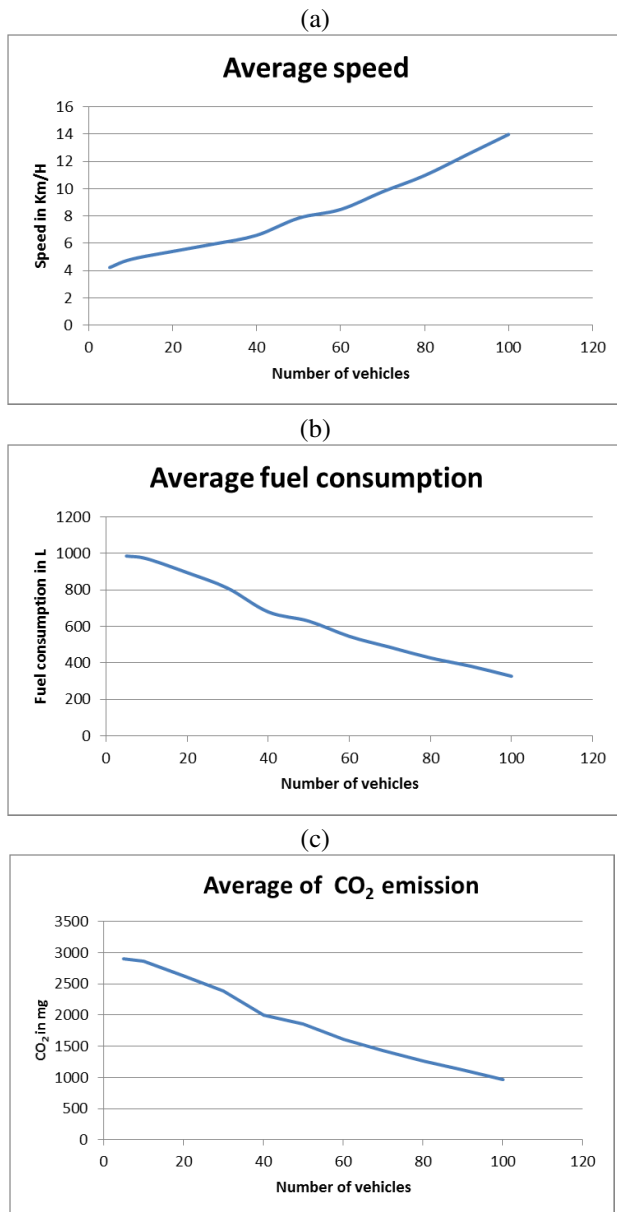 (a)
Average speed
16
14
12
10
8
6
4
2
0
Speed in Km/H
0 20 40 60 80 100 120
Number of vehicles
(b)
Average fuel consumption
1200
1000
800
600
400
200
0
Fuel consumption in L
0 20 40 60 80 100 120
Number of vehicles
(c)
Average of CO₂ emission
3500
3000
2500
2000
1500
1000
500
0
CO₂ in mg
0 20 40 60 80 100 120
Number of vehicles